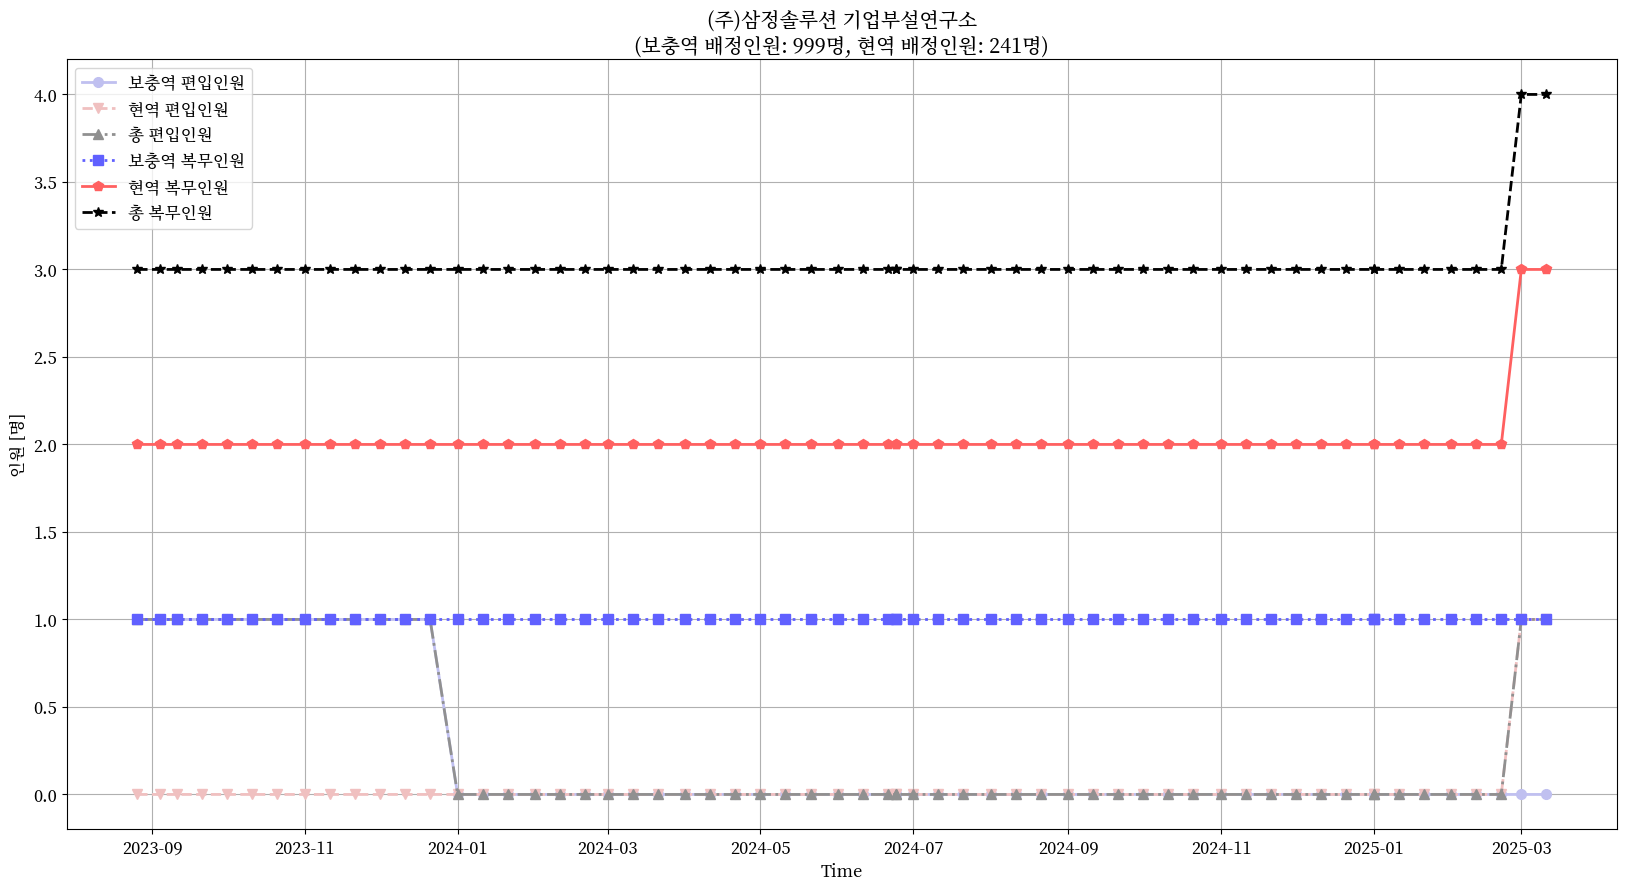 (주)삼정솔루션 기업부설연구소
(보충역 배정인원: 999명, 현역 배정인원: 241명)
보충역 편입인원
현역 편입인원
총 편입인원
보충역 복무인원
현역 복무인원
총 복무인원
인원 [명]
4.0
3.5
3.0
2.5
2.0
1.5
1.0
0.5
0.0
2023-09
2023-11
2024-01
2024-03
2024-05
2024-07
2024-09
2024-11
2025-01
2025-03
Time